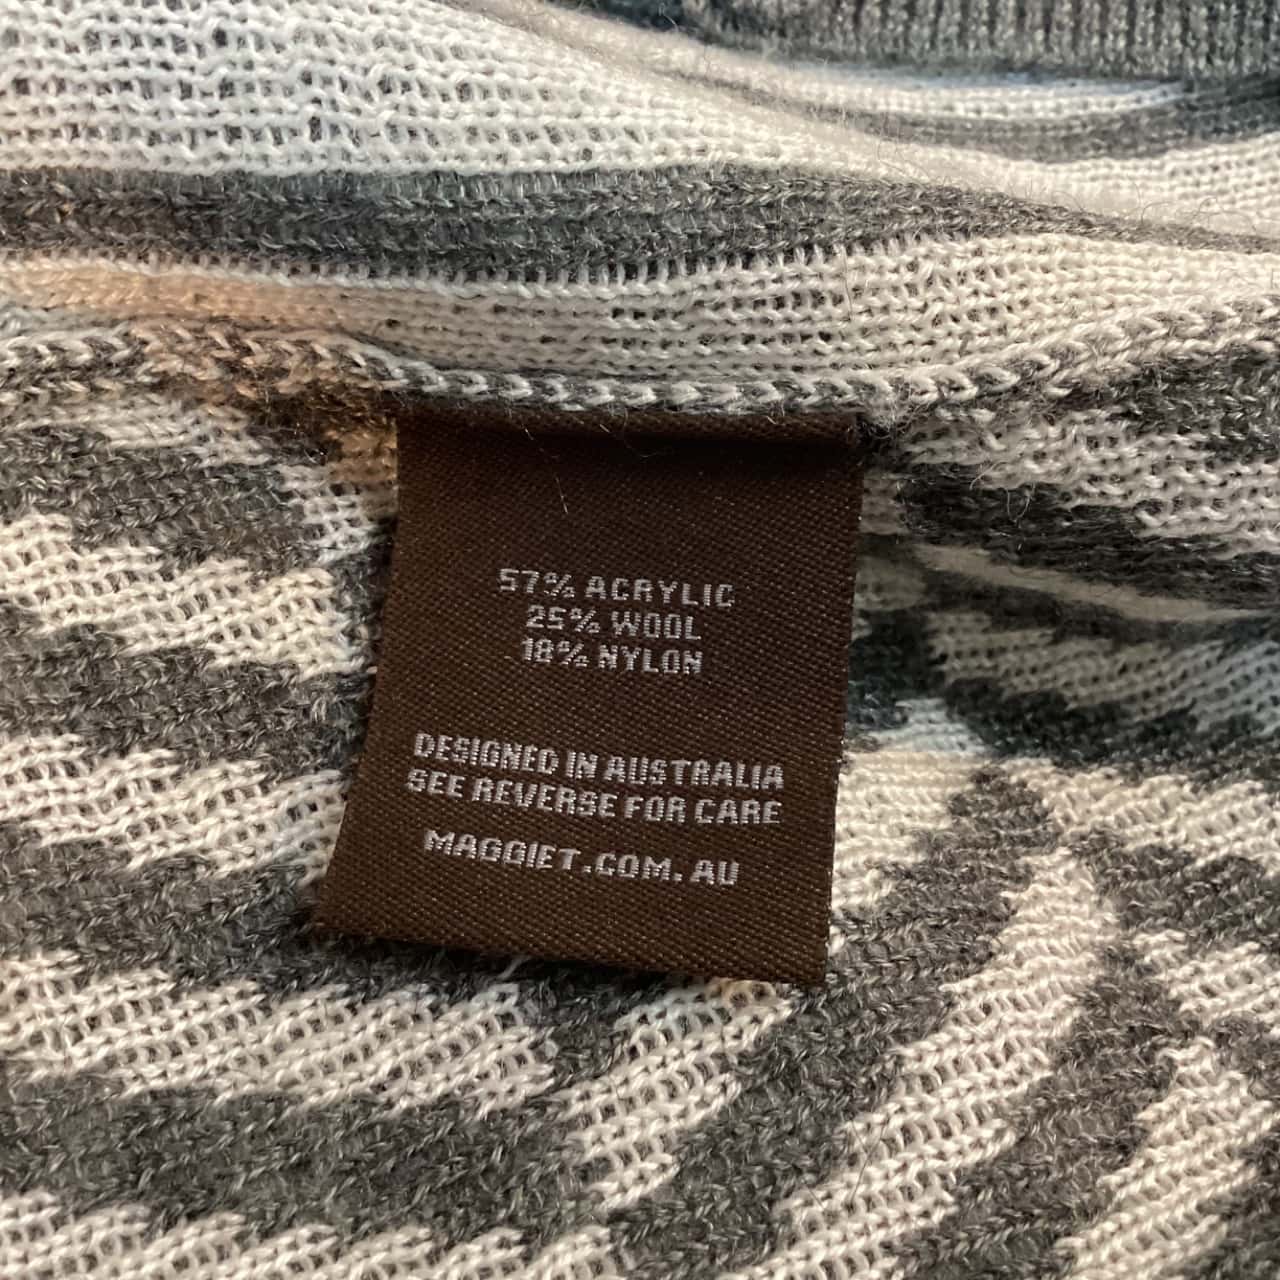 57% ACRYLIC
25% WOOL
18% NYLON
DESIGNED IN AUSTRALIA
SEE REVERSE FOR CARE
MAGGIET.COM.AU